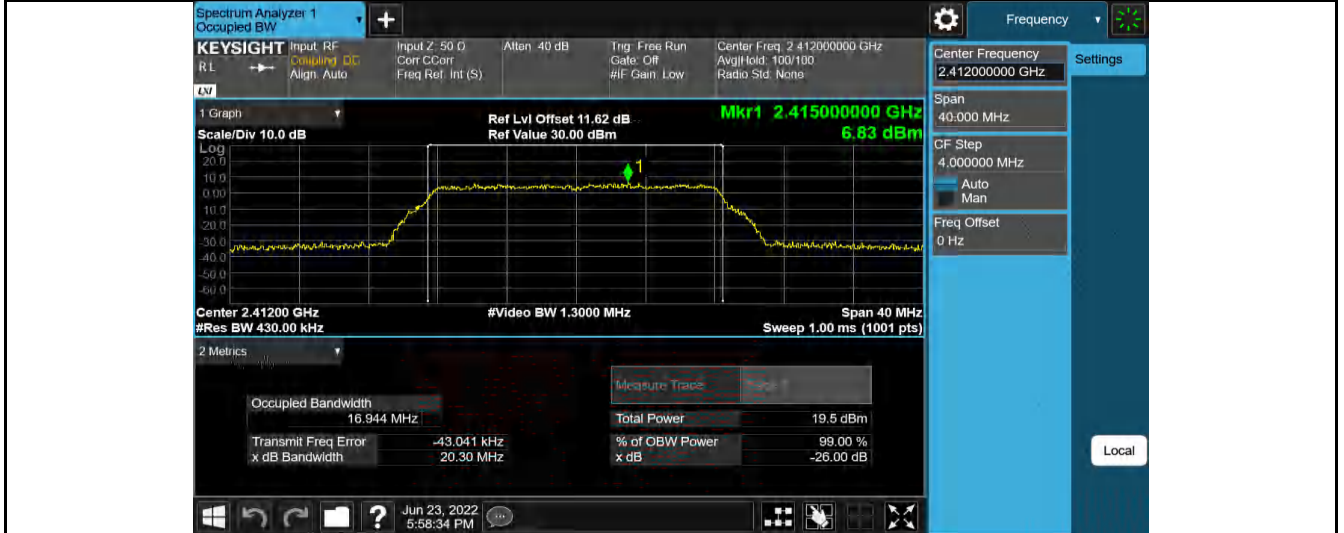 Spectrum Analyzer 1
Occupied BW
+
Frequency
KEYSIGHT
RL
LXI
Input: RF
Coupling: DC
Align: Auto
Input Z: 50 Ω
Corr CCorr
Freq Ref: Int (S)
Atten: 40 dB
Trig: Free Run
Gate: Off
#IF Gain: Low
Center Freq: 2.412000000 GHz
Avg|Hold: 100/100
Radio Std: None
1 Graph
Scale/Div 10.0 dB
Ref Lvl Offset 11.62 dB
Ref Value 30.00 dBm
Mkr1 2.415000000 GHz
6.83 dBm
Log
20.0
10.0
0.00
-10.0
-20.0
-30.0
-40.0
-50.0
-60.0
1
Center 2.41200 GHz
#Res BW 430.00 kHz
#Video BW 1.3000 MHz
Span 40 MHz
Sweep 1.00 ms (1001 pts)
2 Metrics
Measure Trace
Occupied Bandwidth
16.944 MHz
Total Power 19.5 dBm
Transmit Freq Error -43.041 kHz
% of OBW Power 99.00 %
x dB Bandwidth 20.30 MHz
x dB -26.00 dB
Center Frequency
2.412000000 GHz
Settings
Span
40.000 MHz
CF Step
4.000000 MHz
Auto
Man
Freq Offset
0 Hz
Local
?
Jun 23, 2022
5:58:34 PM